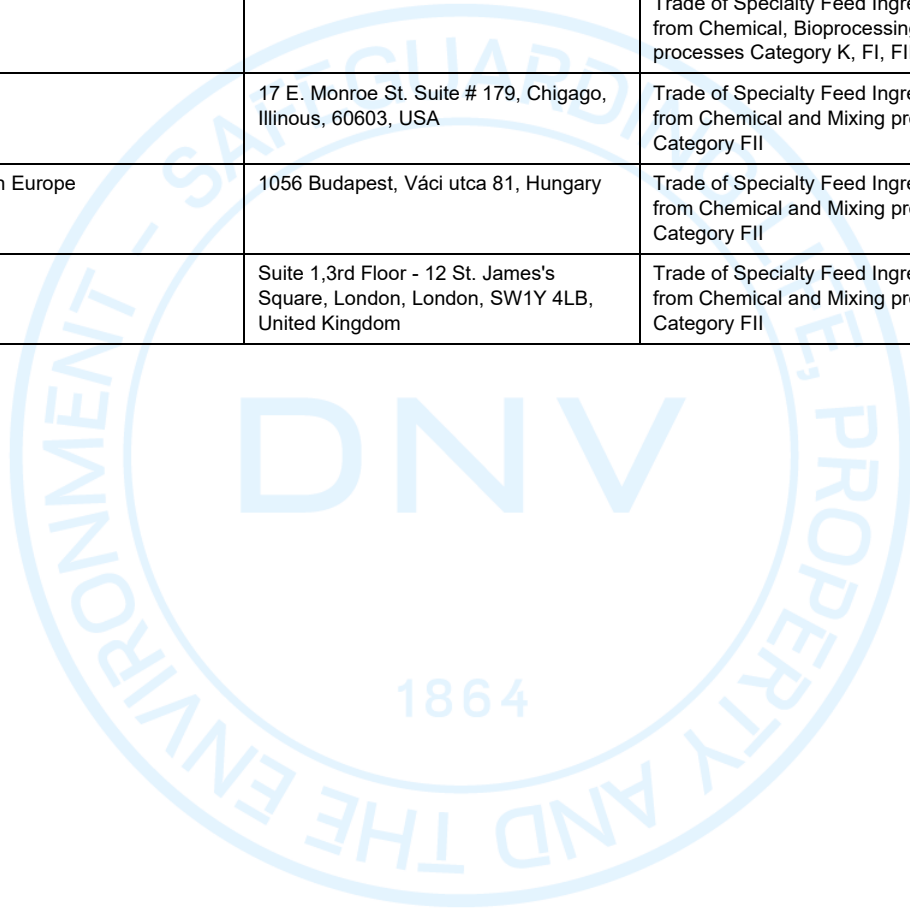 Trade of Specialty Feed Ingre
from Chemical, Bioprocessing
processes Category K, FI, FI
17 E. Monroe St. Suite # 179, Chigago,
Illinous, 60603, USA
Trade of Specialty Feed Ingre
from Chemical and Mixing pr
Category FII
n Europe
1056 Budapest, Váci utca 81, Hungary
Trade of Specialty Feed Ingre
from Chemical and Mixing pr
Category FII
Suite 1,3rd Floor - 12 St. James's
Square, London, London, SW1Y 4LB,
United Kingdom
Trade of Specialty Feed Ingre
from Chemical and Mixing pr
Category FII
SAFEGUARDING LIFE, PROPERTY AND THE ENVIRONMENT –
DNV
1864